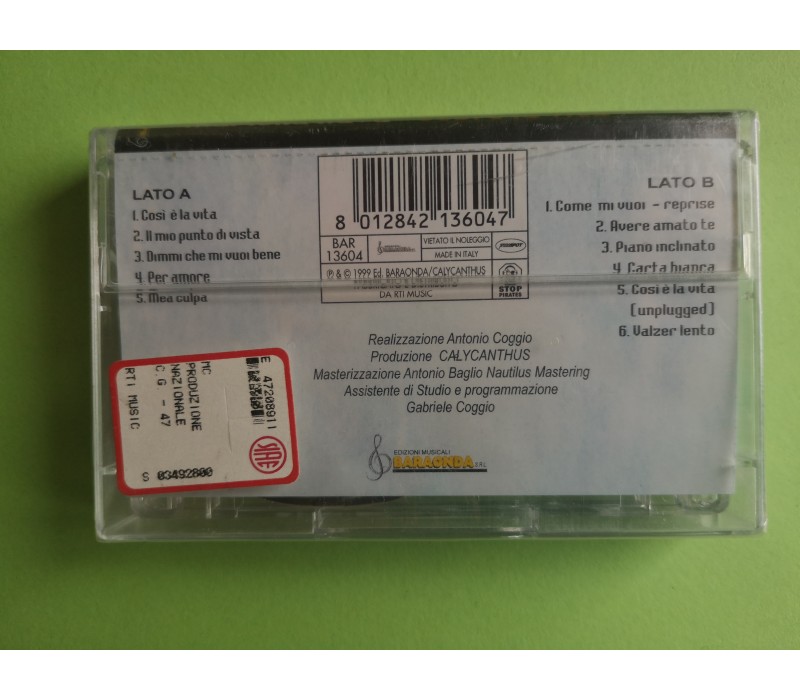 LATO A
1. Così è la vita
2. Il mio punto di vista
3. Dimmi che mi vuoi bene
4. Per amore
5. Mea culpa
8 012842 136047
BAR
13604
VIETATO IL NOLEGGIO
MADE IN ITALY
℗ & © 1999 Ed. BARAONDA/CALYCANTHUS
DA RTI MUSIC
STOP
PIRATES
LATO B
1. Come mi vuoi - reprise
2. Avere amato te
3. Piano inclinato
4. Carta bianca
5. Così è la vita
(unplugged)
6. Valzer lento
Realizzazione Antonio Coggio
Produzione CALYCANTHUS
Masterizzazione Antonio Baglio Nautilus Mastering
Assistente di Studio e programmazione
Gabriele Coggio
EDIZIONI MUSICALI
BARAONDA S.R.L.
E 47208911
MC
PRODUZIONE
NAZIONALE
C.G. - 47
RTI MUSIC
SIAE
S 03492800